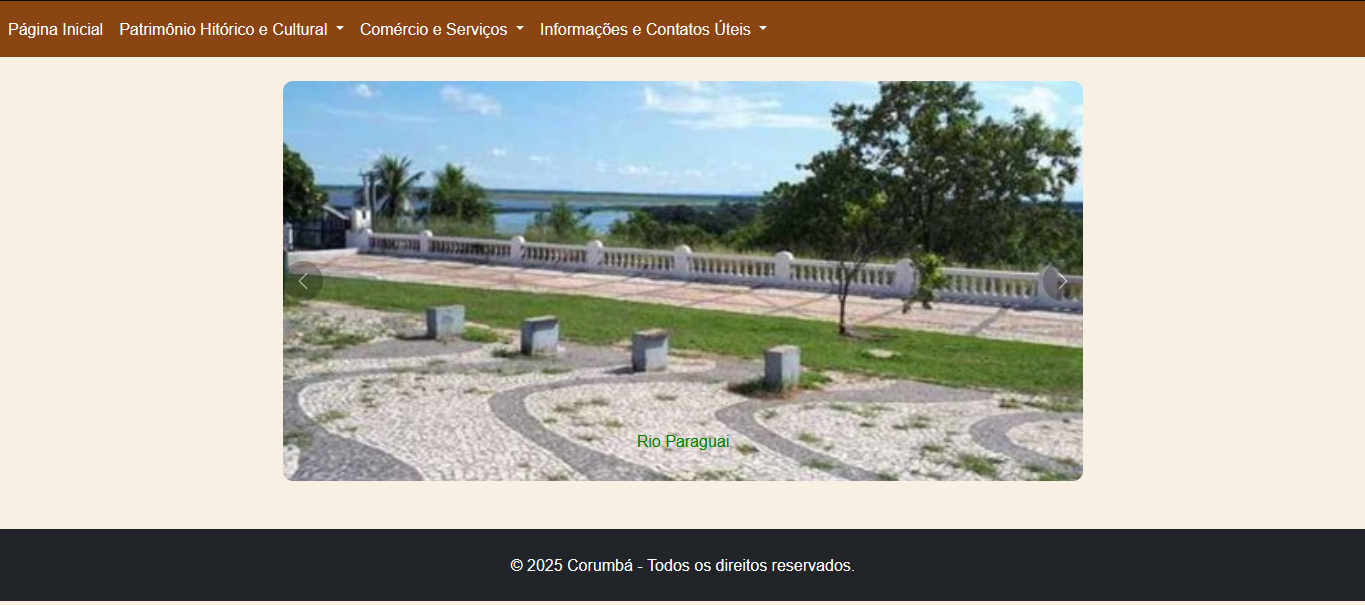 Página Inicial Patrimônio Hitórico e Cultural Comércio e Serviços Informações e Contatos Úteis
Rio Paraguai
© 2025 Corumbá - Todos os direitos reservados.